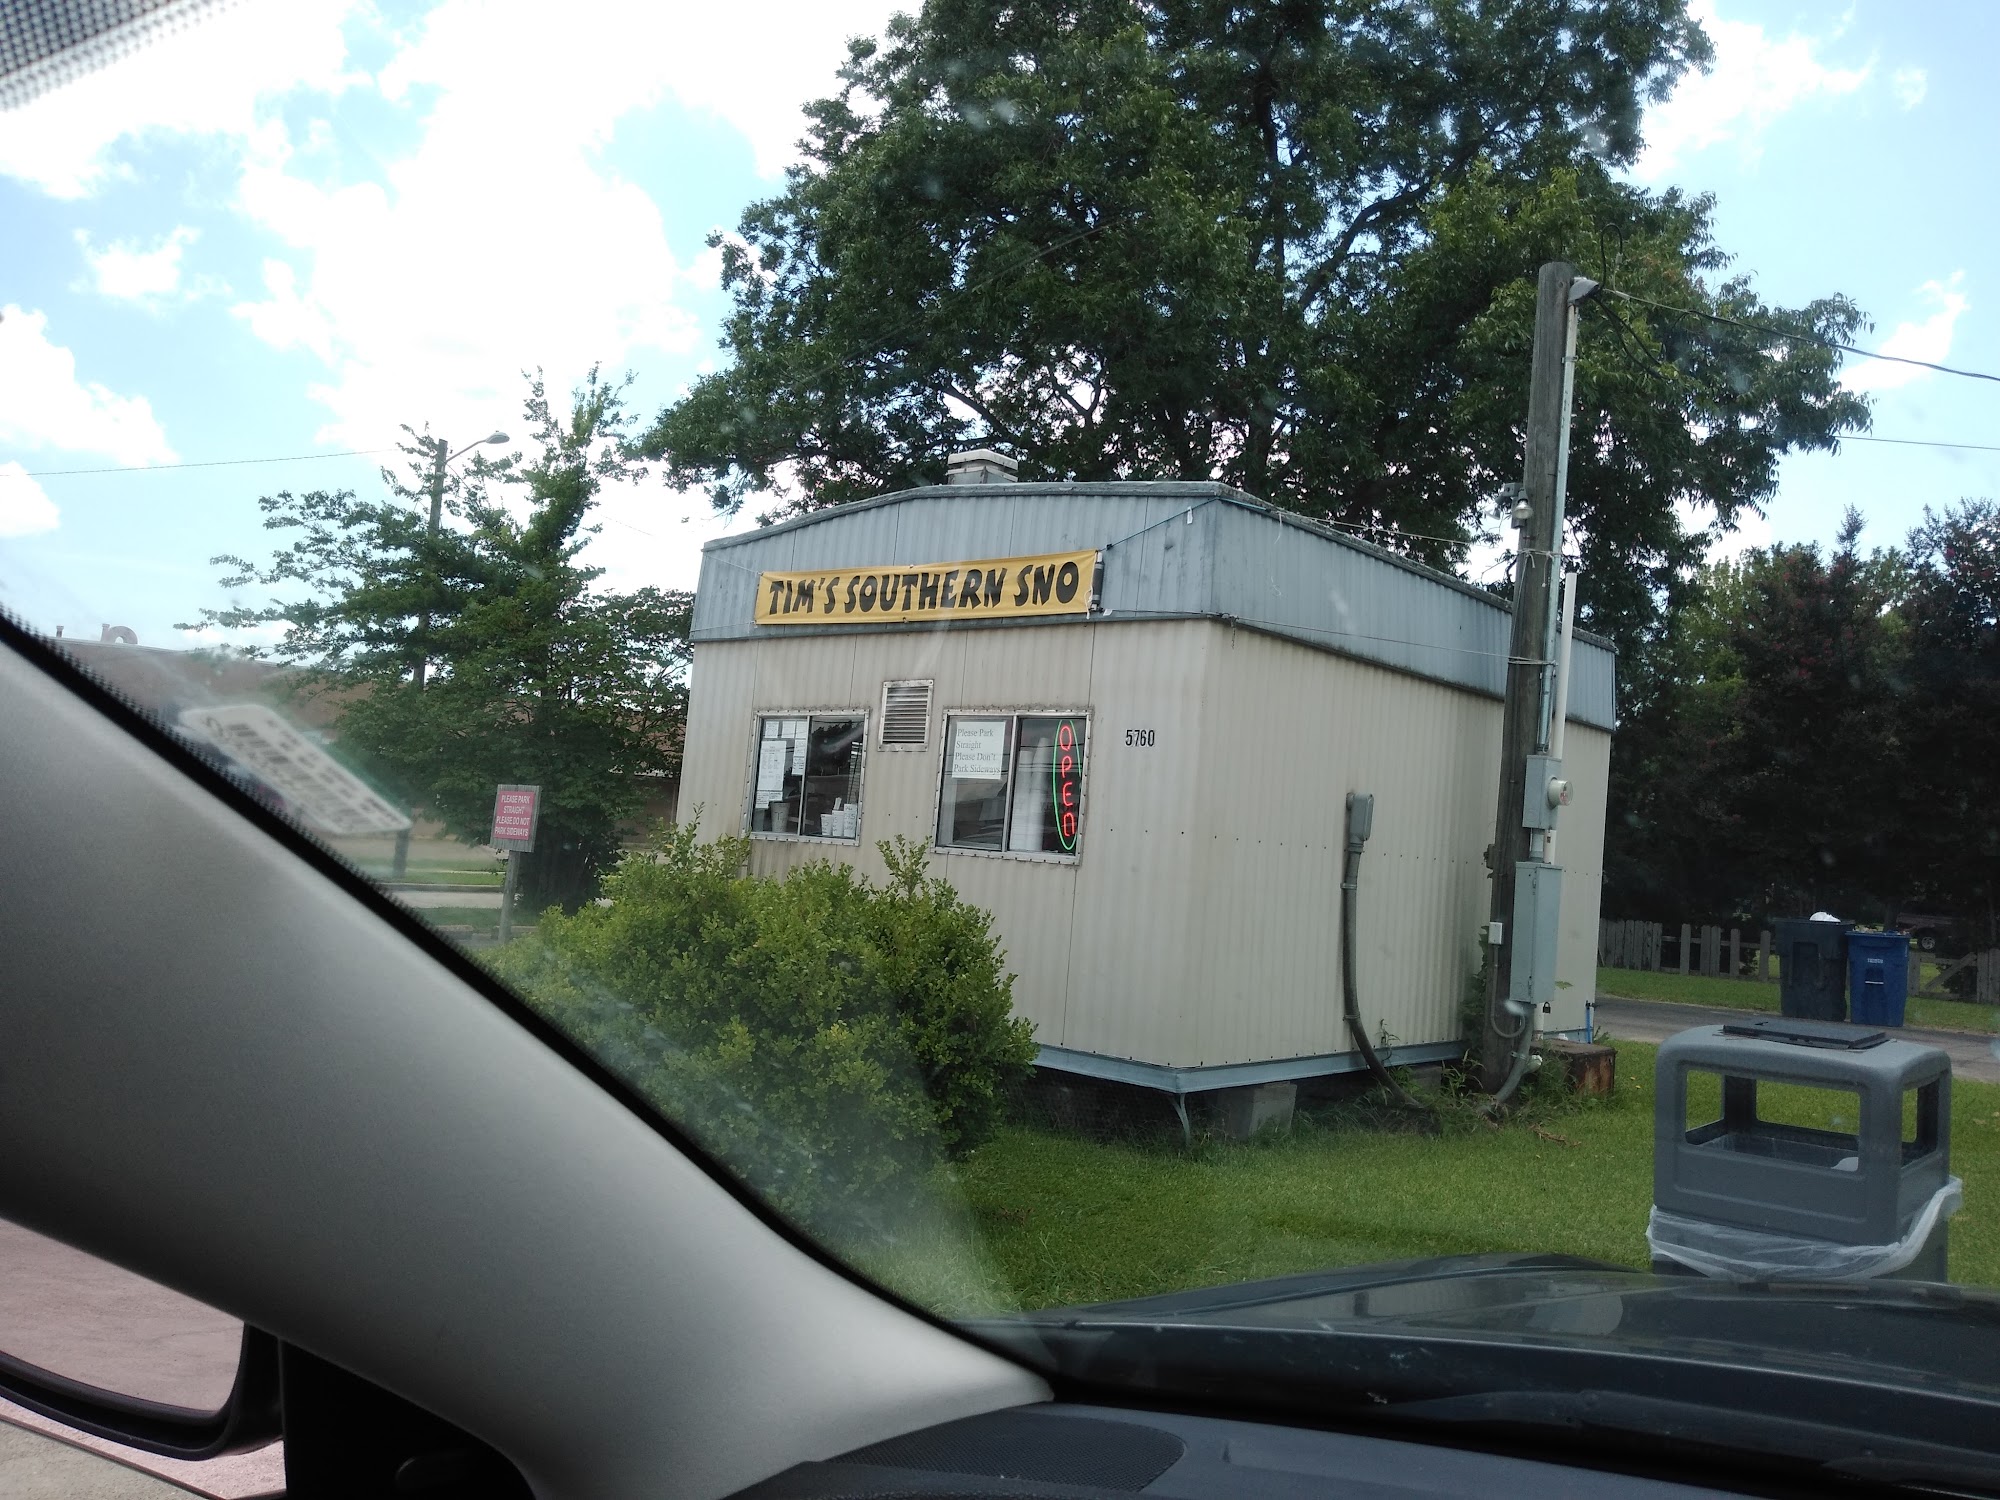 TIM'S SOUTHERN SNO
Please Park
Straight
Please Don't
Park Sideways
OPEN
5760
PLEASE PARK
STRAIGHT
PLEASE DO NOT
PARK SIDEWAYS